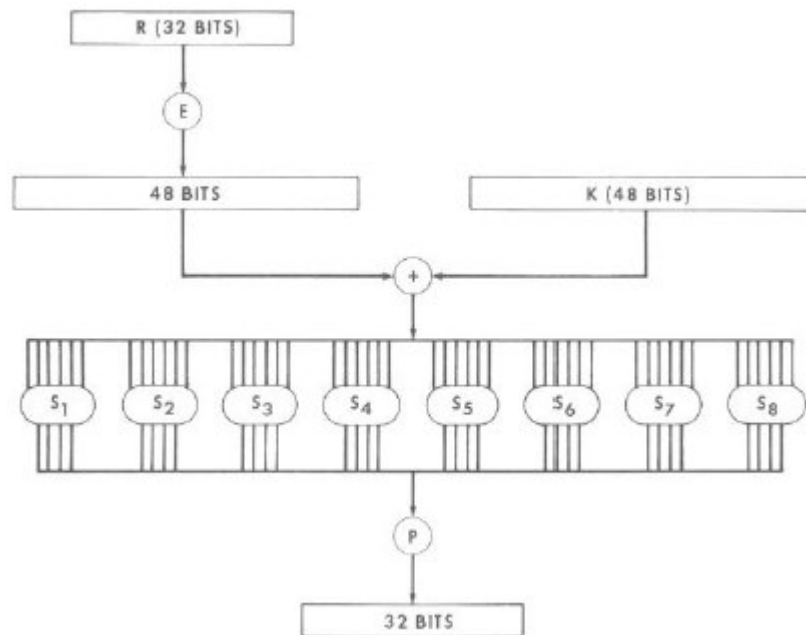 R (32 BITS)
E
48 BITS
K (48 BITS)
+
S1 S2 S3 S4 S5 S6 S7 S8
P
32 BITS